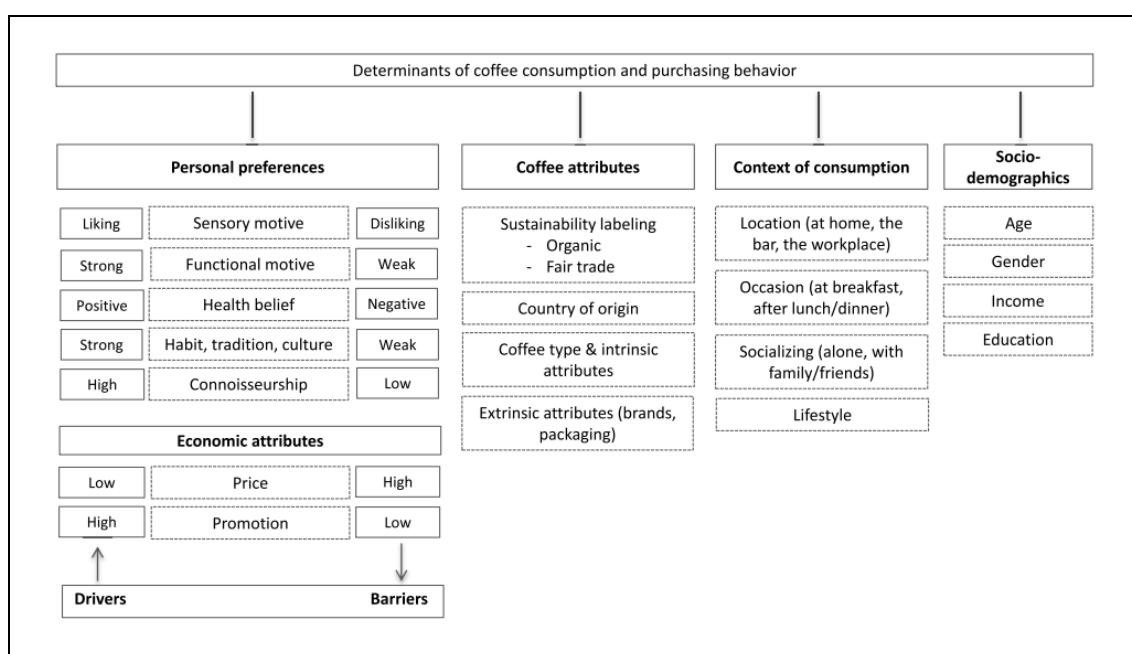 Determinants of coffee consumption and purchasing behavior
Personal preferences
Liking
Sensory motive
Disliking
Strong
Functional motive
Weak
Positive
Health belief
Negative
Strong
Habit, tradition, culture
Weak
High
Connoisseurship
Low
Economic attributes
Low
Price
High
High
Promotion
Low
Drivers
Barriers
Coffee attributes
Sustainability labeling
- Organic
- Fair trade
Country of origin
Coffee type & intrinsic
attributes
Extrinsic attributes (brands,
packaging)
Context of consumption
Location (at home, the
bar, the workplace)
Occasion (at breakfast,
after lunch/dinner)
Socializing (alone, with
family/friends)
Lifestyle
Socio-
demographics
Age
Gender
Income
Education